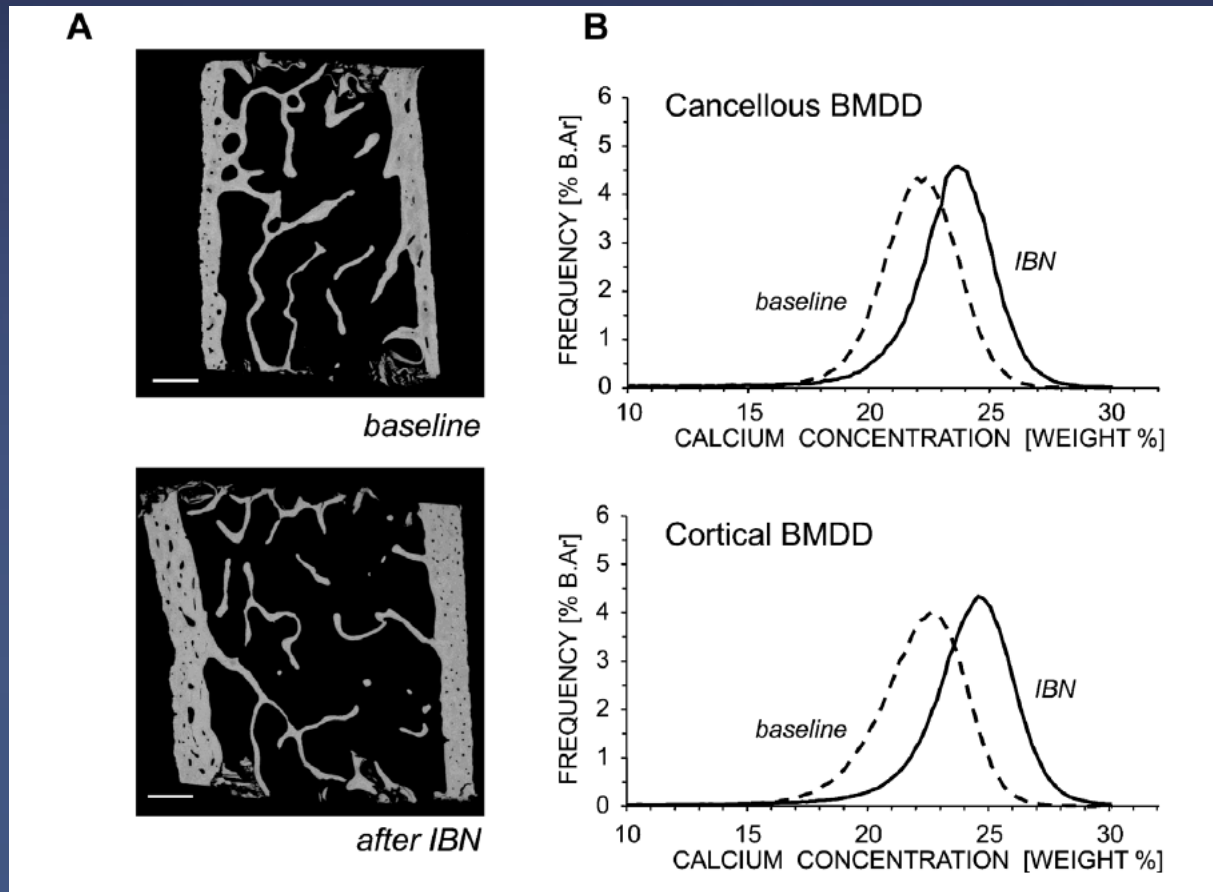 A
baseline
after IBN
B
Cancellous BMDD
FREQUENCY [% B.Ar]
6
5
4
3
2
1
0
baseline
IBN
10 15 20 25 30
CALCIUM CONCENTRATION [WEIGHT %]
Cortical BMDD
FREQUENCY [% B.Ar]
6
5
4
3
2
1
0
baseline
IBN
10 15 20 25 30
CALCIUM CONCENTRATION [WEIGHT %]